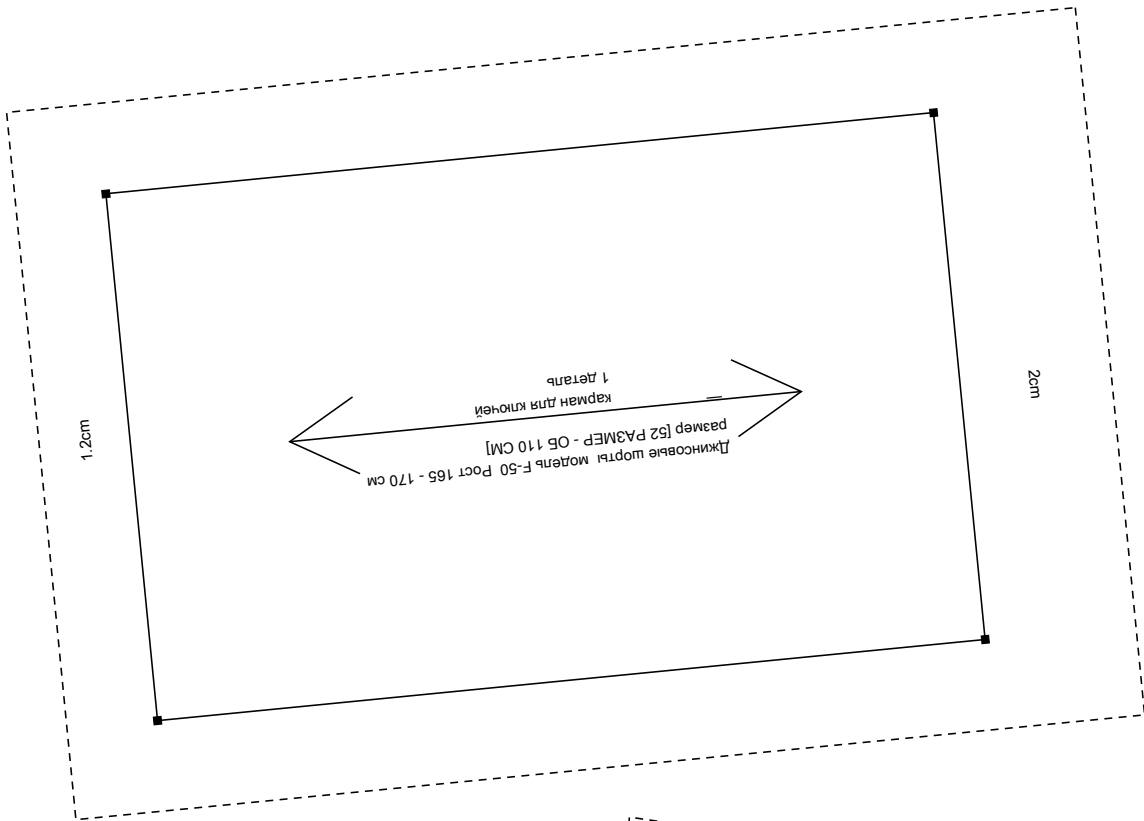 Джинсовые шорты модель F-50 Рост 165 - 170 см
размер [52 РАЗМЕР - ОБ 110 СМ]
карман для ключей
1 деталь
1.2cm
2cm